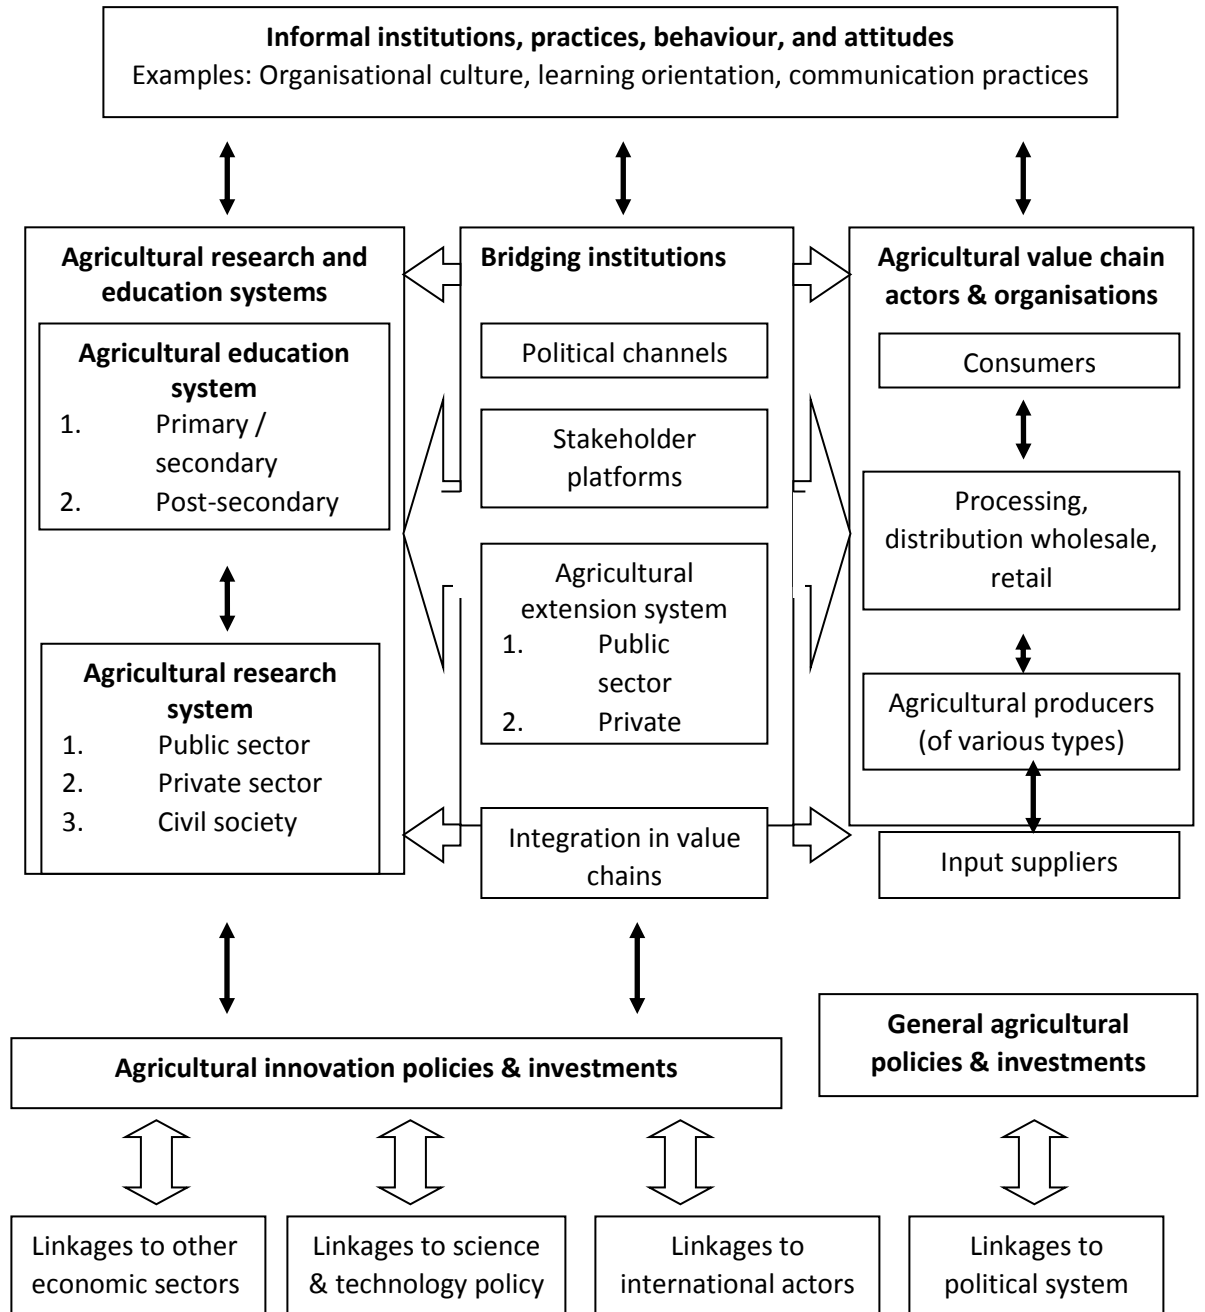 Informal institutions, practices, behaviour, and attitudes
Examples: Organisational culture, learning orientation, communication practices
Agricultural research and
education systems
Agricultural education
system
1. Primary /
secondary
2. Post-secondary
Agricultural research
system
1. Public sector
2. Private sector
3. Civil society
Bridging institutions
Political channels
Stakeholder
platforms
Agricultural
extension system
1. Public
sector
2. Private
Integration in value
chains
Agricultural value chain
actors & organisations
Consumers
Processing,
distribution wholesale,
retail
Agricultural producers
(of various types)
Input suppliers
Agricultural innovation policies & investments
General agricultural
policies & investments
Linkages to other
economic sectors
Linkages to science
& technology policy
Linkages to
international actors
Linkages to
political system